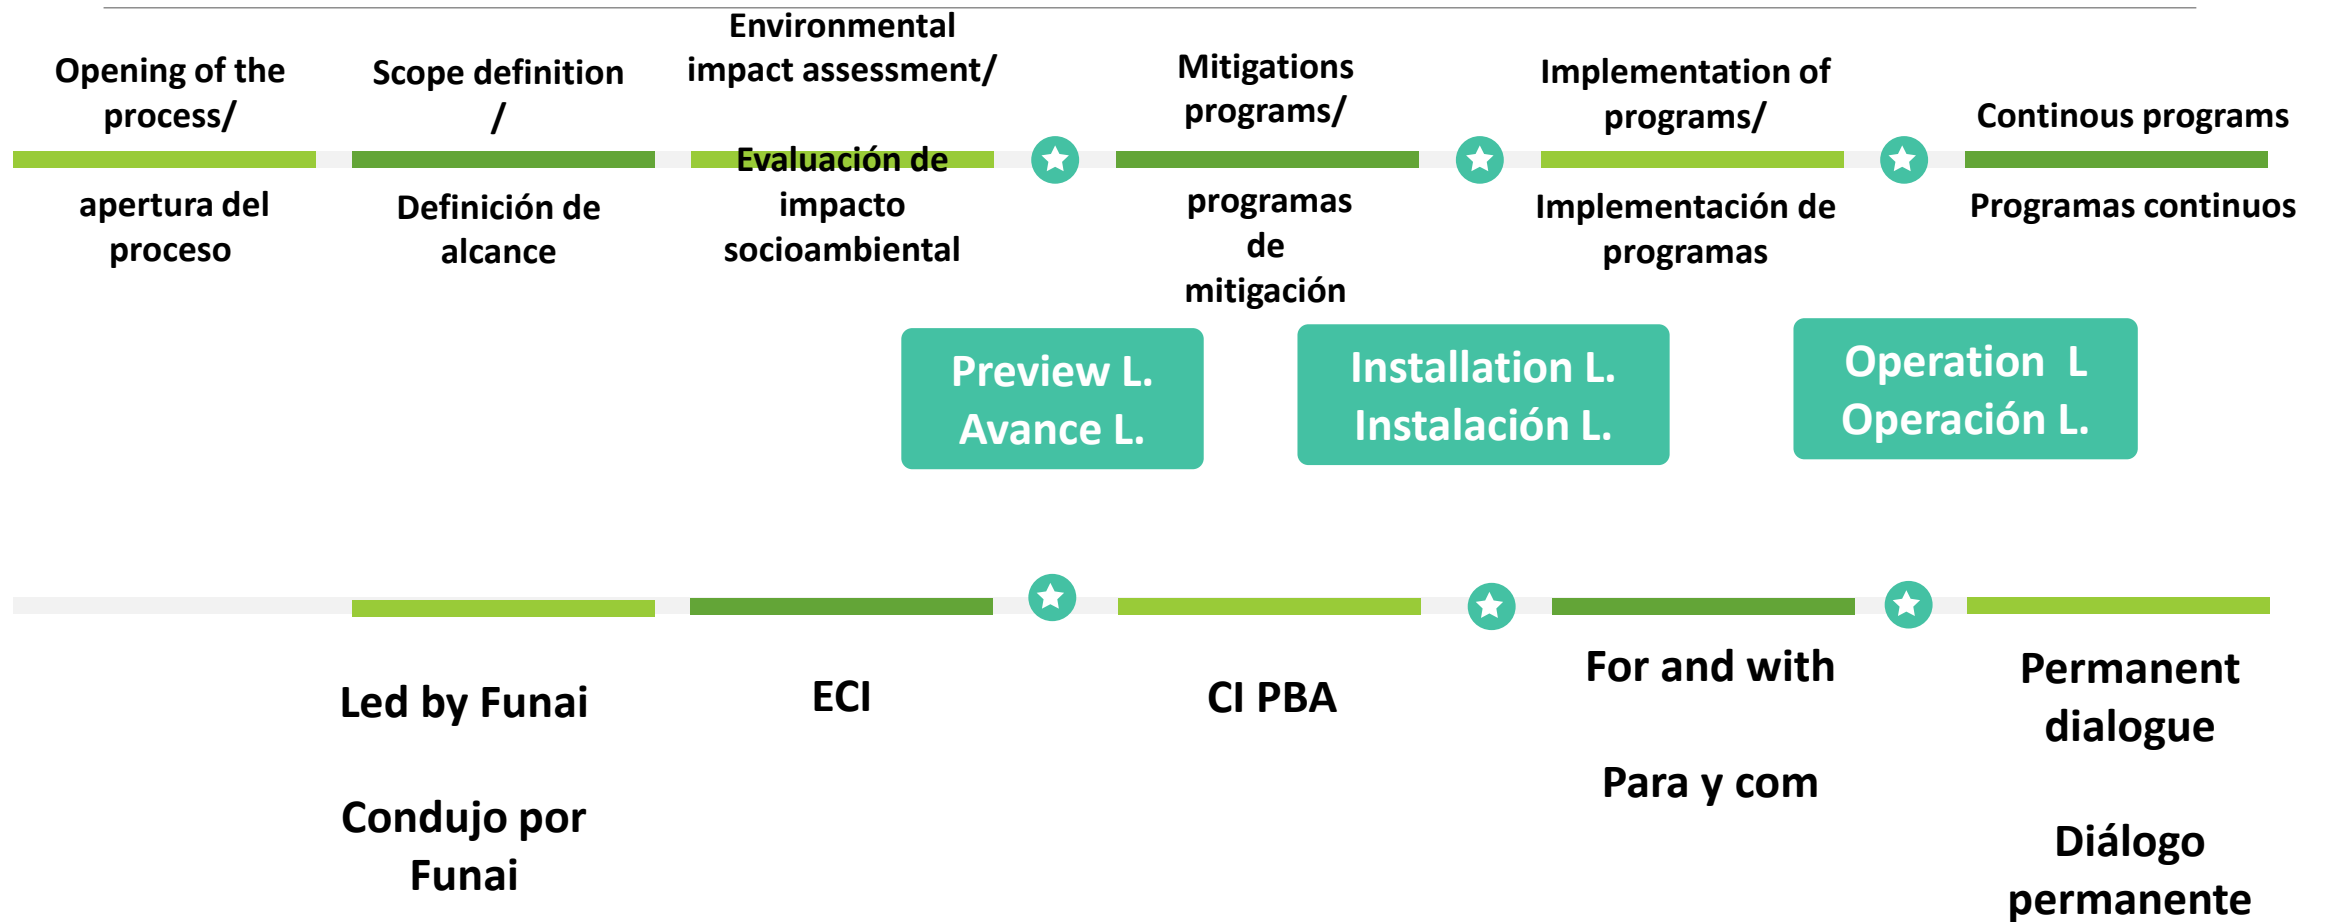 Opening of the
process/
apertura del
proceso
Scope definition
/
Definición de
alcance
Environmental
impact assessment/
Evaluación de
impacto
socioambiental
Mitigations
programs/
programas
de
mitigación
Implementation of
programs/
Implementación de
programas
Continous programs
Programas continuos
Preview L.
Avance L.
Installation L.
Instalación L.
Operation  L
Operación L.
Led by Funai
Condujo por
Funai
ECI
CI PBA
For and with
Para y com
Permanent
dialogue
Diálogo
permanente